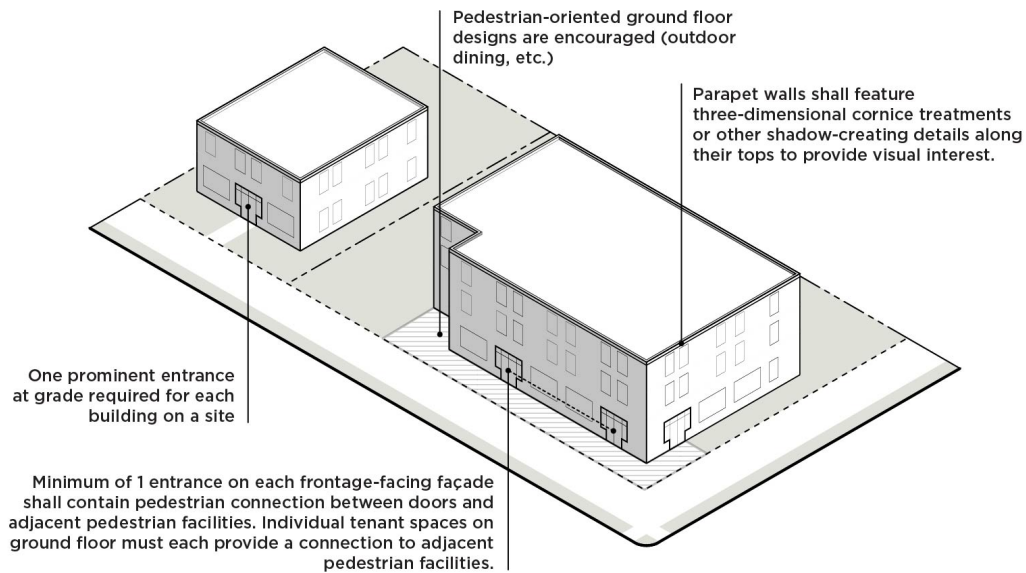 Pedestrian-oriented ground floor
designs are encouraged (outdoor
dining, etc.)
Parapet walls shall feature
three-dimensional cornice treatments
or other shadow-creating details along
their tops to provide visual interest.
One prominent entrance
at grade required for each
building on a site
Minimum of 1 entrance on each frontage-facing façade
shall contain pedestrian connection between doors and
adjacent pedestrian facilities. Individual tenant spaces on
ground floor must each provide a connection to adjacent
pedestrian facilities.